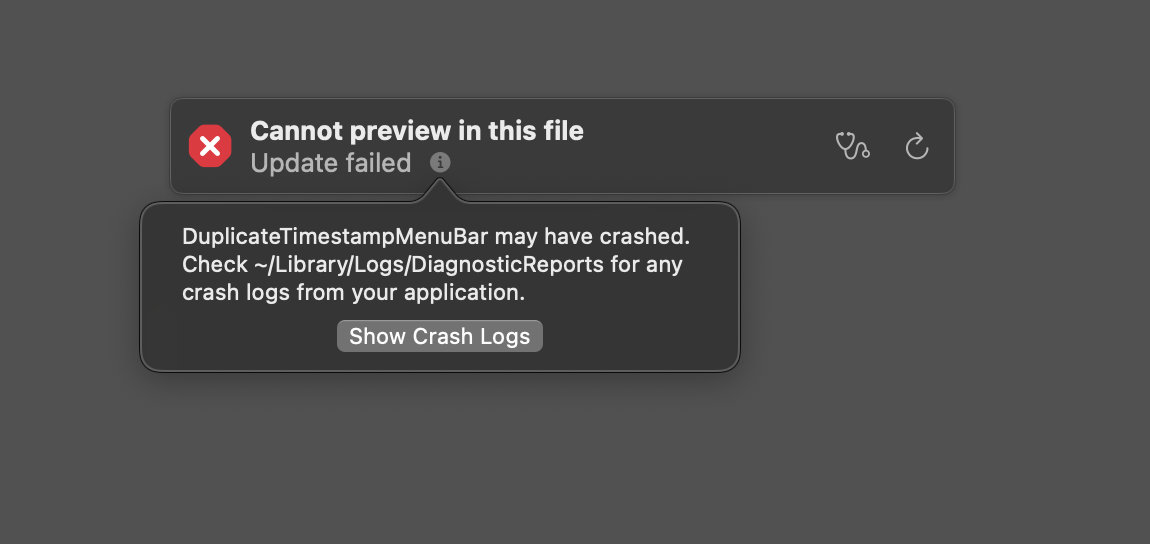 Cannot preview in this file
Update failed
DuplicateTimestampMenuBar may have crashed.
Check ~/Library/Logs/DiagnosticReports for any
crash logs from your application.
Show Crash Logs